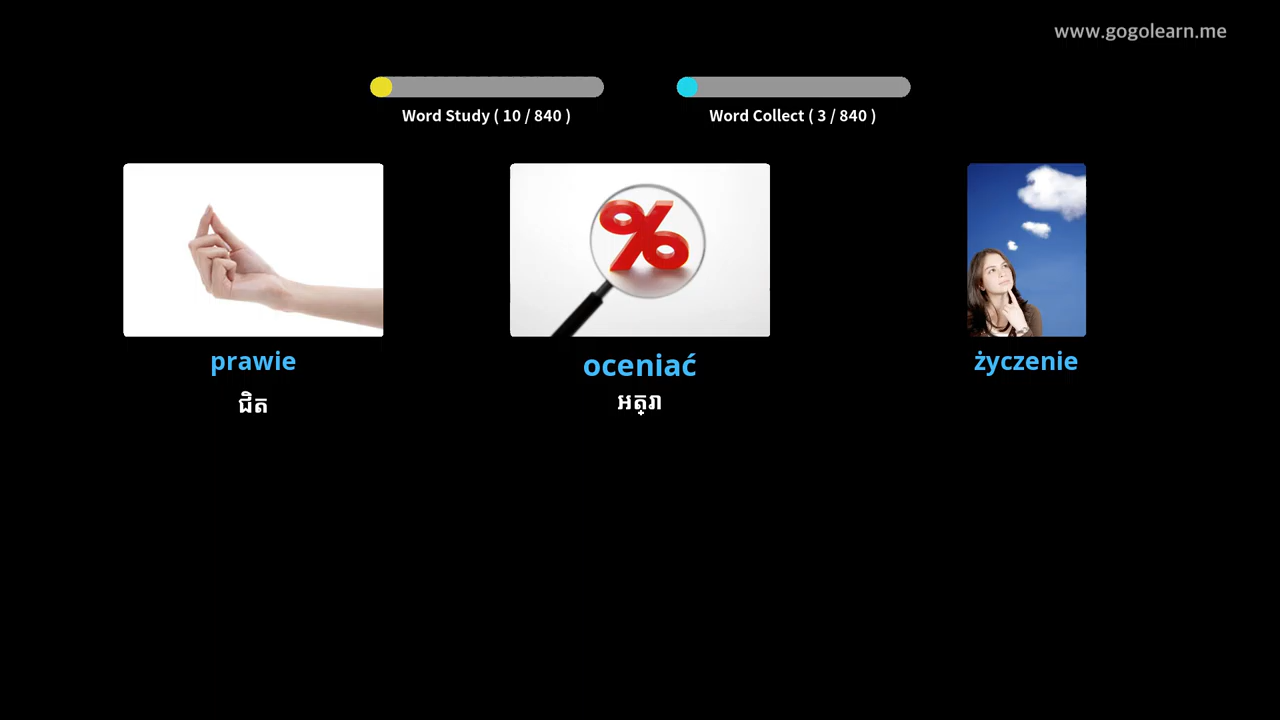 www.gogolearn.me
Word Study ( 10 / 840 )
Word Collect ( 3 / 840 )
%
prawie
oceniać
życzenie
ជិត
អត្រា